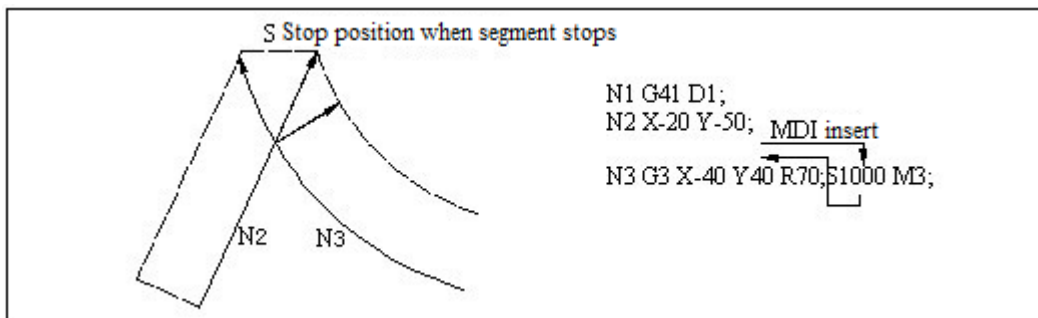 S Stop position when segment stops
N1 G41 D1;
N2 X-20 Y-50;
MDI insert
N3 G3 X-40 Y40 R70;S1000 M3;
N2
N3